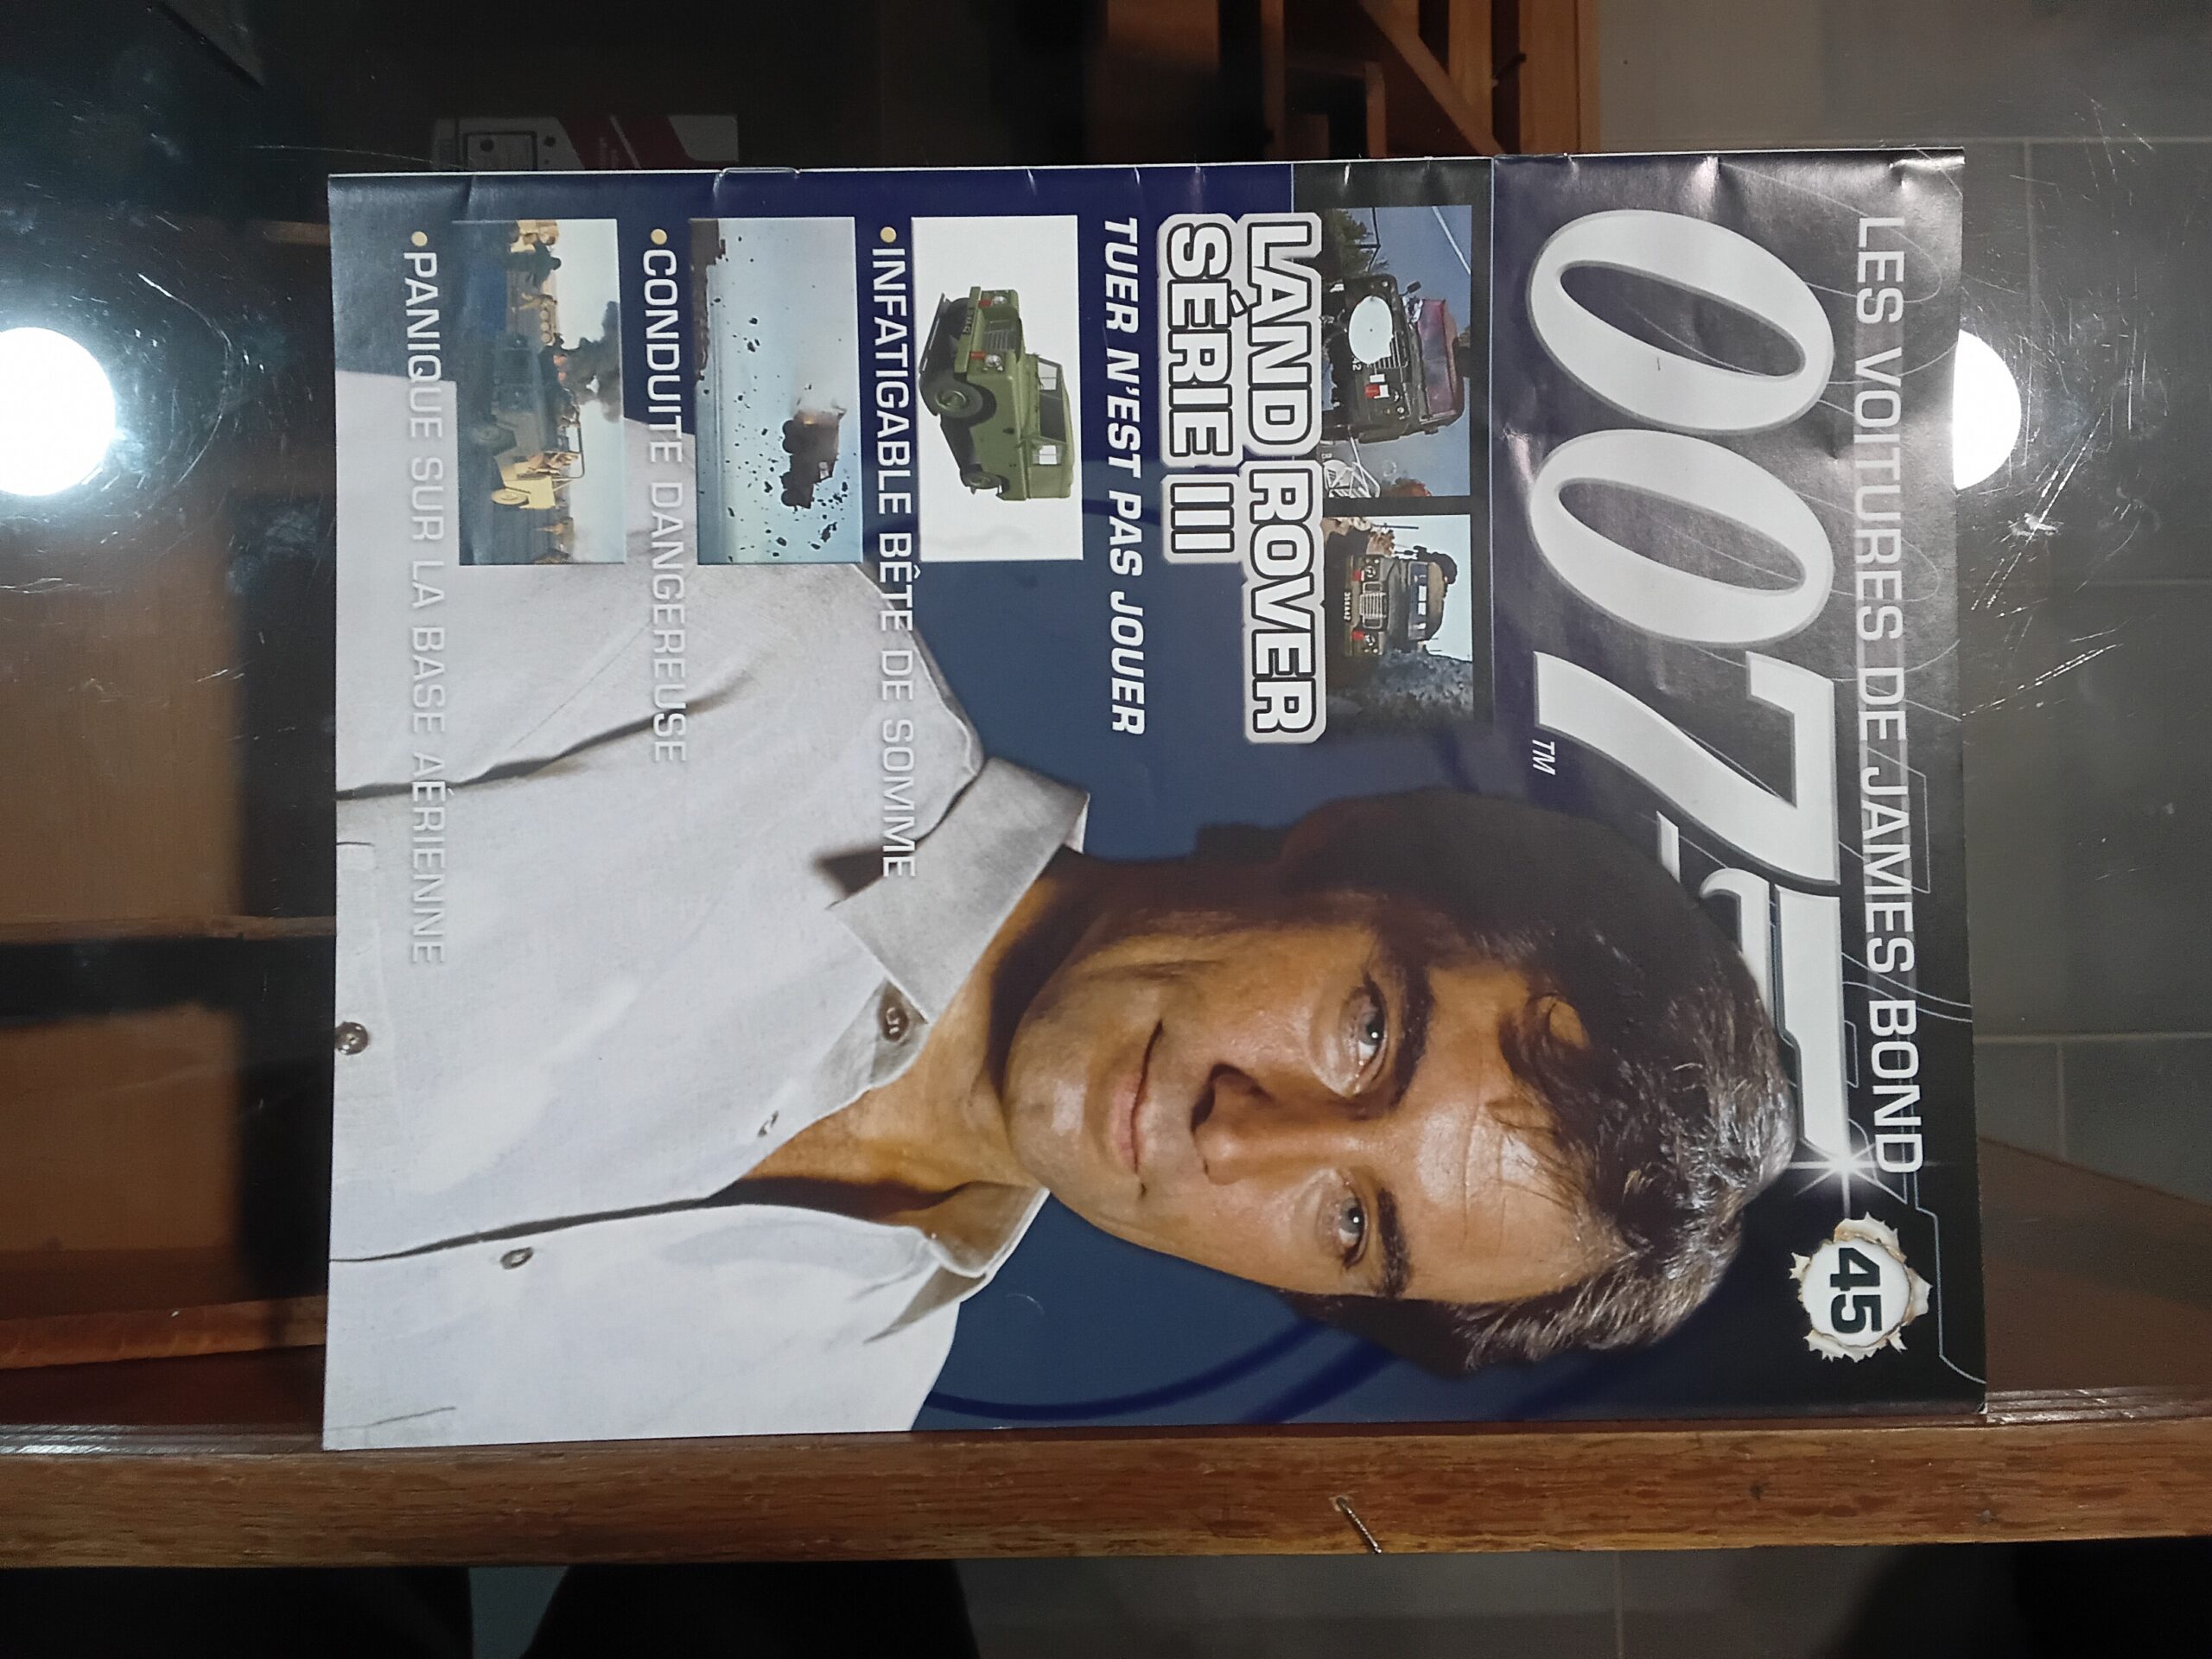 LES VOITURES DE JAMES BOND
45
007
TM
LAND ROVER
SÉRIE III
TUER N'EST PAS JOUER
•INFATIGABLE BÊTE DE SOMME
•CONDUITE DANGEREUSE
•PANIQUE SUR LA BASE AÉRIENNE